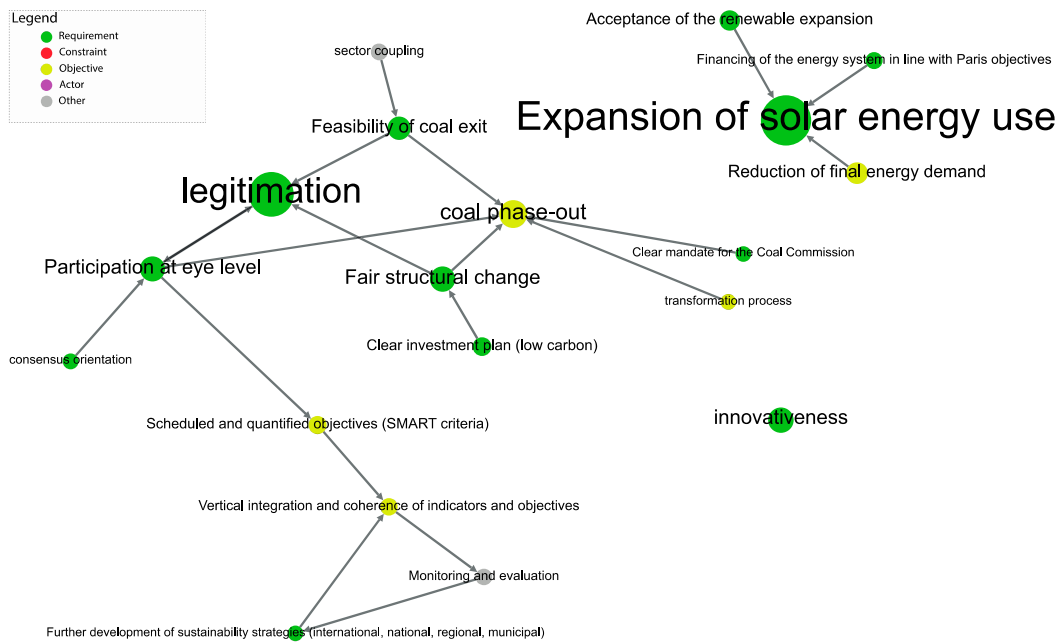 Legend
Requirement
Constraint
Objective
Actor
Other
Acceptance of the renewable expansion
sector coupling
Financing of the energy system in line with Paris objectives
Expansion of solar energy use
Feasibility of coal exit
Reduction of final energy demand
legitimation
coal phase-out
Clear mandate for the Coal Commission
Participation at eye level
Fair structural change
transformation process
Clear investment plan (low carbon)
consensus orientation
innovativeness
Scheduled and quantified objectives (SMART criteria)
Vertical integration and coherence of indicators and objectives
Monitoring and evaluation
Further development of sustainability strategies (international, national, regional, municipal)